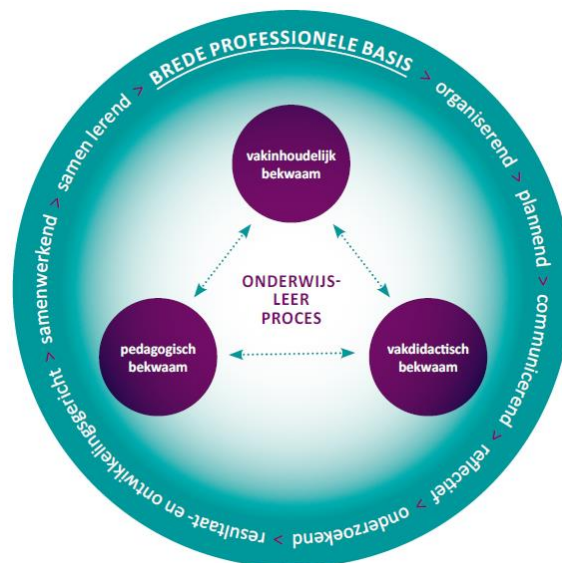 BREDE PROFESSIONELE BASIS > organiserend > plannend > communicerend > reflectief > onderzoekend > resultaat- en ontwikkelingsgericht > samenwerkend > samen lerend >
vakinhoudelijk
bekwaam
ONDERWIJS-
LEER
PROCES
pedagogisch
bekwaam
vakdidactisch
bekwaam